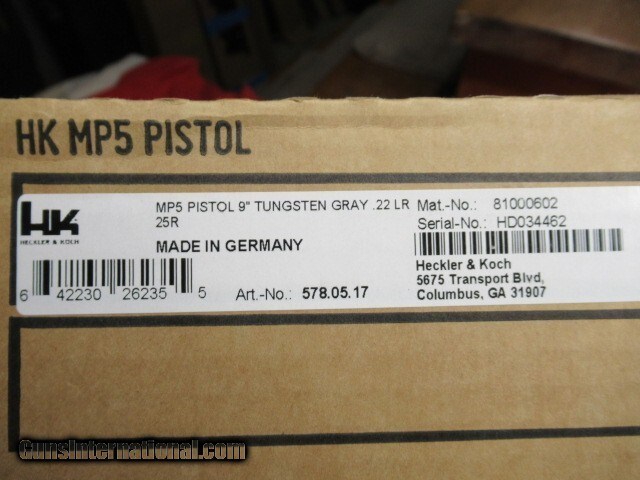 HK MP5 PISTOL
HK
HECKLER & KOCH
MP5 PISTOL 9" TUNGSTEN GRAY .22 LR
25R
MADE IN GERMANY
6 42230 26235 5
Art.-No.: 578.05.17
Mat.-No.: 81000602
Serial-No.: HD034462
Heckler & Koch
5675 Transport Blvd,
Columbus, GA 31907
GunsInternational.com